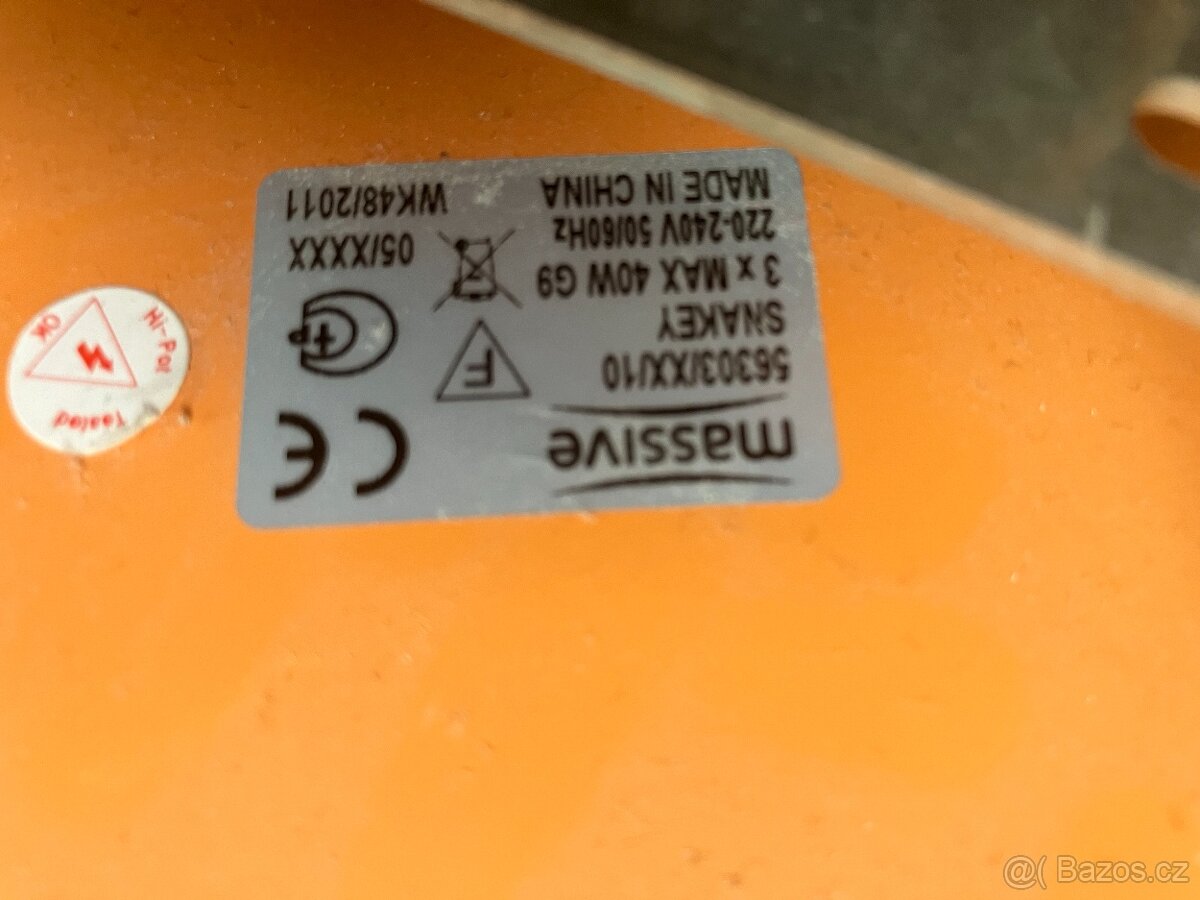 massive
56303/XX/10
SNAKEY
3 x MAX 40W G9
220-240V 50/60Hz
MADE IN CHINA
CE
F
05/XXXX
WK48/2011
Hi-Pot
OK
Tested
@( Bazos.cz